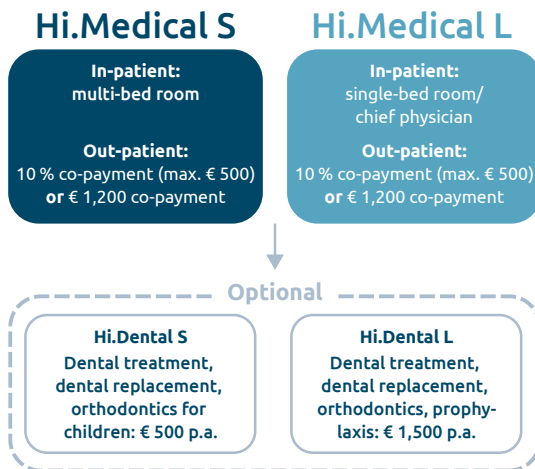 Hi.Medical S
In-patient:
multi-bed room
Out-patient:
10 % co-payment (max. € 500)
or € 1,200 co-payment
Hi.Medical L
In-patient:
single-bed room/
chief physician
Out-patient:
10 % co-payment (max. € 500)
or € 1,200 co-payment
Optional
Hi.Dental S
Dental treatment,
dental replacement,
orthodontics for
children: € 500 p.a.
Hi.Dental L
Dental treatment,
dental replacement,
orthodontics, prophy-
laxis: € 1,500 p.a.